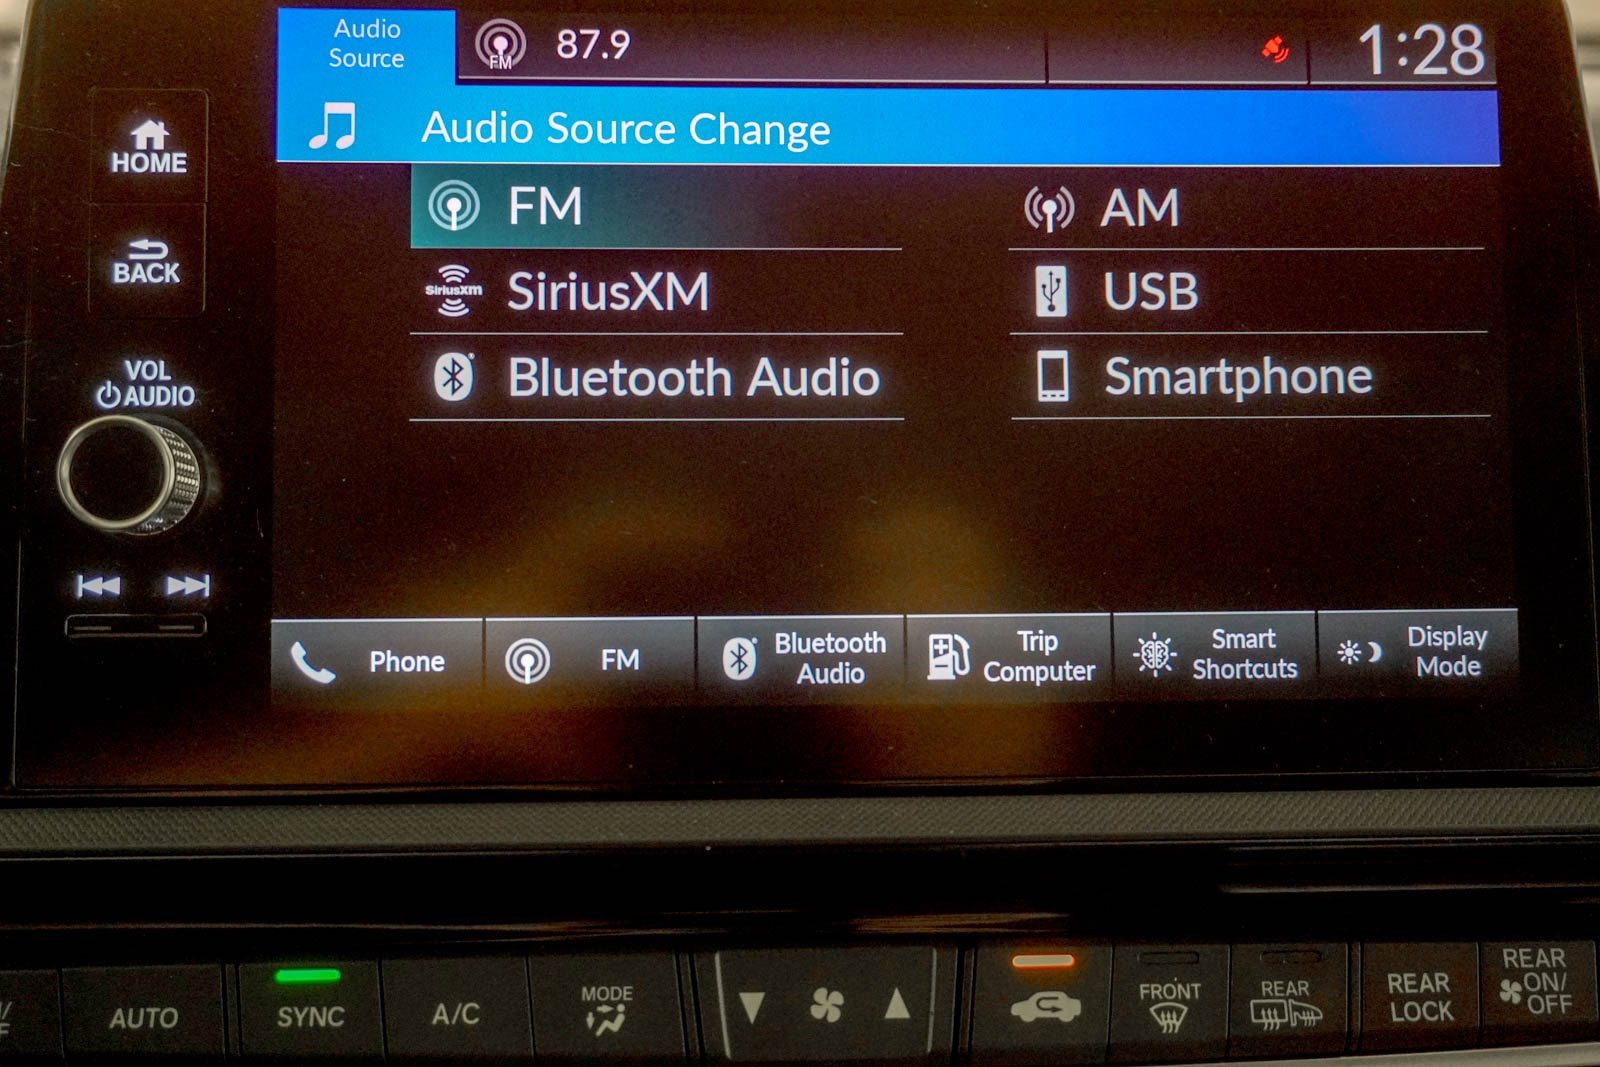 Audio
Source
FM
87.9
1:28
Audio Source Change
HOME
BACK
VOL
AUDIO
FM
AM
SiriusXM
SiriusXM
USB
Bluetooth Audio
Smartphone
Phone
FM
Bluetooth
Audio
Trip
Computer
Smart
Shortcuts
Display
Mode
AUTO
SYNC
A/C
MODE
FRONT
REAR
REAR
LOCK
REAR
ON/
OFF